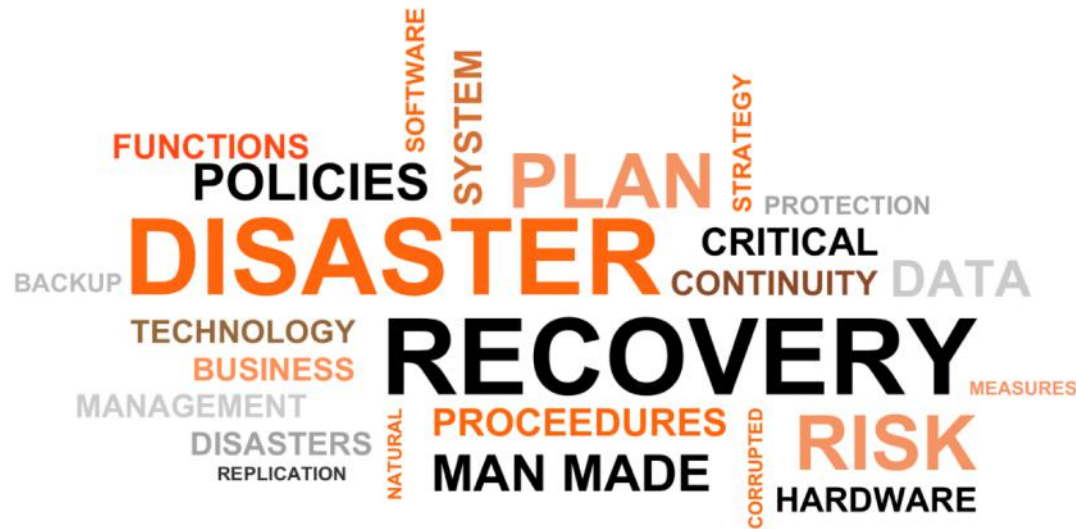 SOFTWARE
SYSTEM
STRATEGY
FUNCTIONS
POLICIES
PLAN
PROTECTION
DISASTER
CRITICAL
BACKUP
CONTINUITY
DATA
TECHNOLOGY
RECOVERY
BUSINESS
MEASURES
MANAGEMENT
NATURAL
PROCEEDURES
CORRUPTED
RISK
DISASTERS
MAN MADE
REPLICATION
HARDWARE